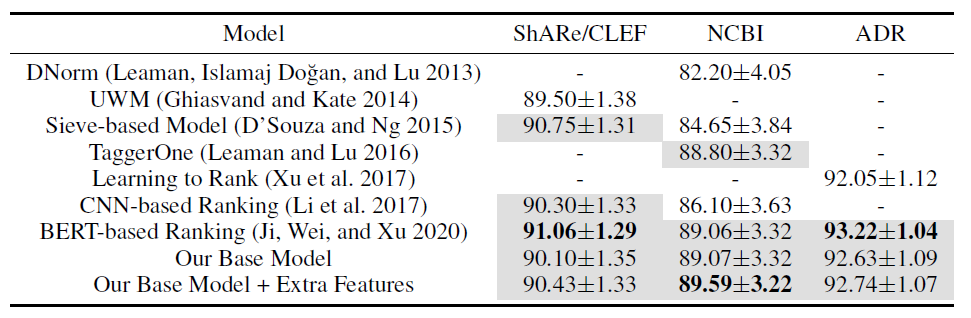 Model ShARe/CLEF NCBI ADR
DNorm (Leaman, Islamaj Doğan, and Lu 2013) - 82.20±4.05 -
UWM (Ghiasvand and Kate 2014) 89.50±1.38 - -
Sieve-based Model (D'Souza and Ng 2015) 90.75±1.31 84.65±3.84 -
TaggerOne (Leaman and Lu 2016) - 88.80±3.32 -
Learning to Rank (Xu et al. 2017) - - 92.05±1.12
CNN-based Ranking (Li et al. 2017) 90.30±1.33 86.10±3.63 -
BERT-based Ranking (Ji, Wei, and Xu 2020) 91.06±1.29 89.06±3.32 93.22±1.04
Our Base Model 90.10±1.35 89.07±3.32 92.63±1.09
Our Base Model + Extra Features 90.43±1.33 89.59±3.22 92.74±1.07